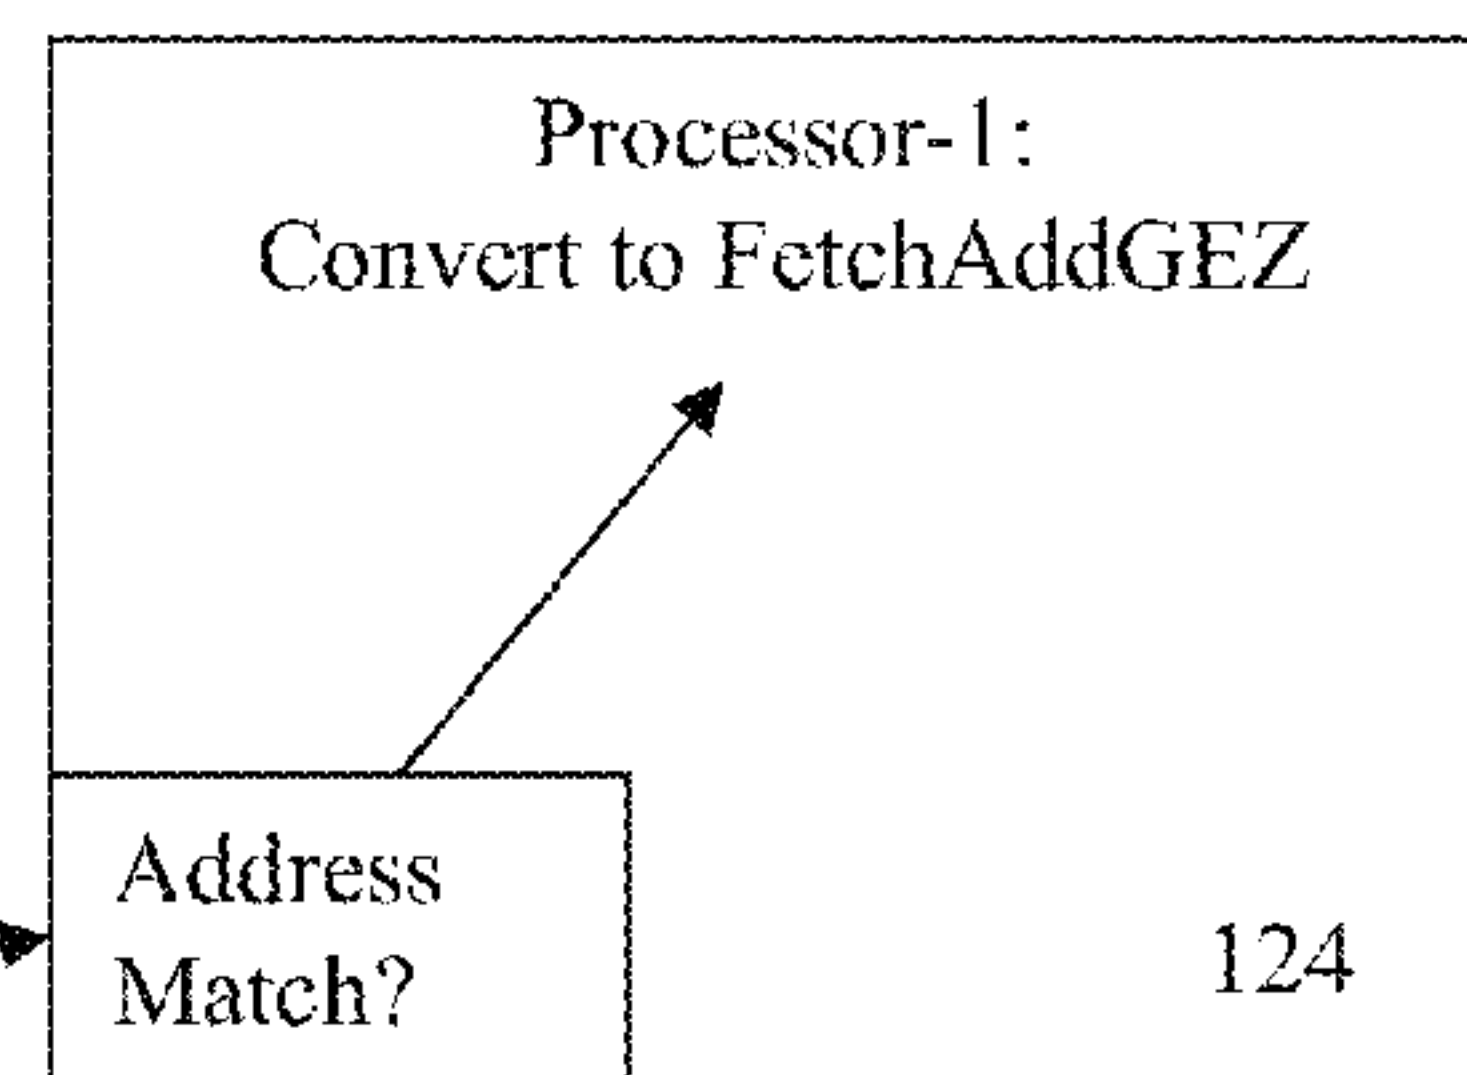 Processor-1:
Convert to FetchAddGEZ
Address
Match?
124